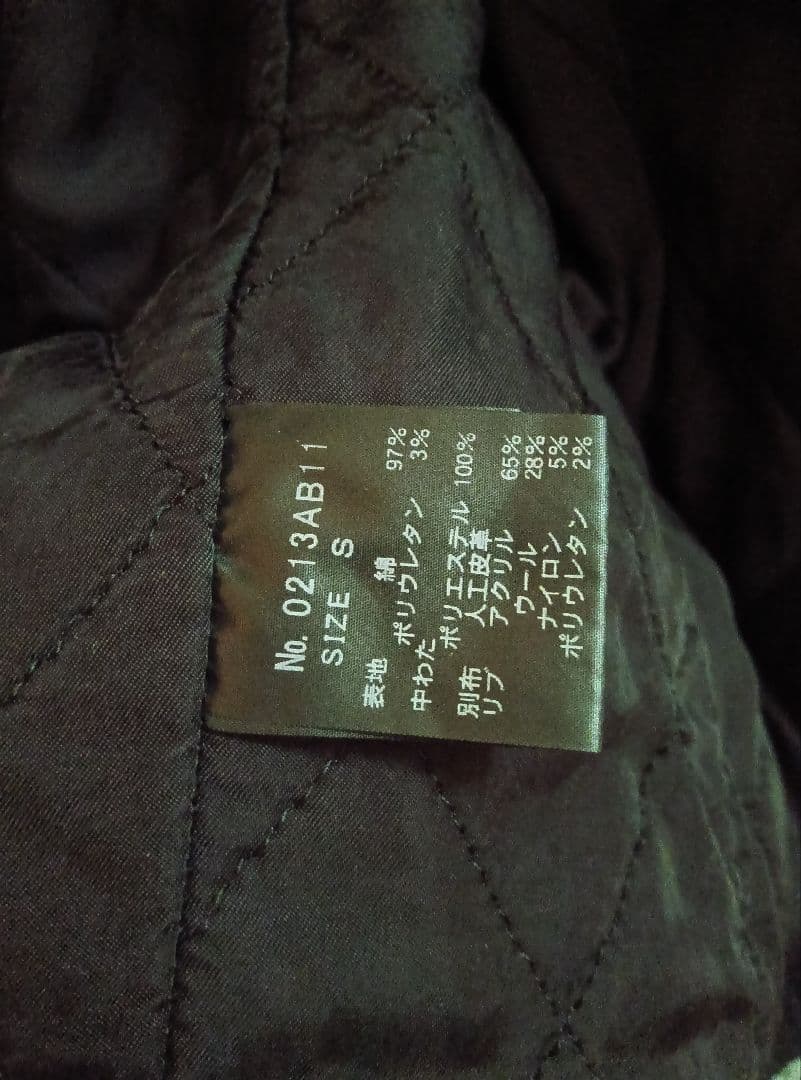 No. 0213AB11
SIZE S
表地 綿 97%
ポリウレタン 3%
中わた ポリエステル 100%
別布 人工皮革
リブ アクリル 65%
ウール 28%
ナイロン 5%
ポリウレタン 2%